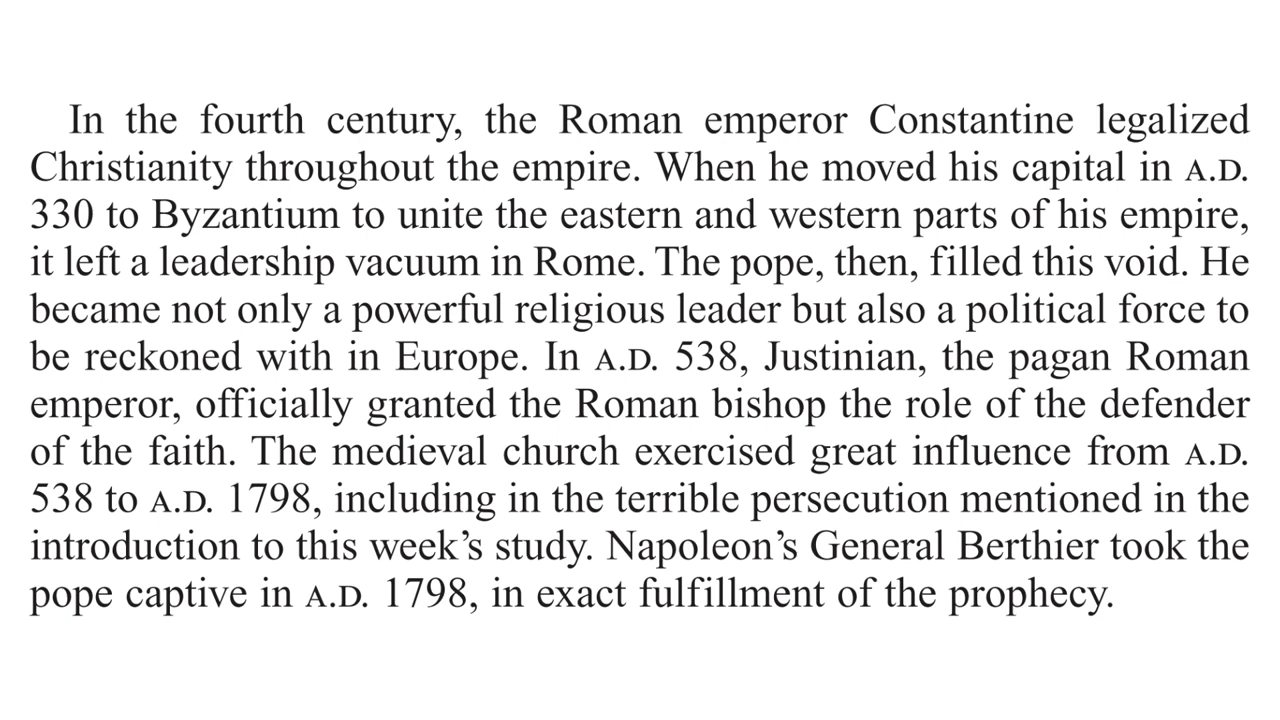 In the fourth century, the Roman emperor Constantine legalized
Christianity throughout the empire. When he moved his capital in A.D.
330 to Byzantium to unite the eastern and western parts of his empire,
it left a leadership vacuum in Rome. The pope, then, filled this void. He
became not only a powerful religious leader but also a political force to
be reckoned with in Europe. In A.D. 538, Justinian, the pagan Roman
emperor, officially granted the Roman bishop the role of the defender
of the faith. The medieval church exercised great influence from A.D.
538 to A.D. 1798, including in the terrible persecution mentioned in the
introduction to this week’s study. Napoleon’s General Berthier took the
pope captive in A.D. 1798, in exact fulfillment of the prophecy.